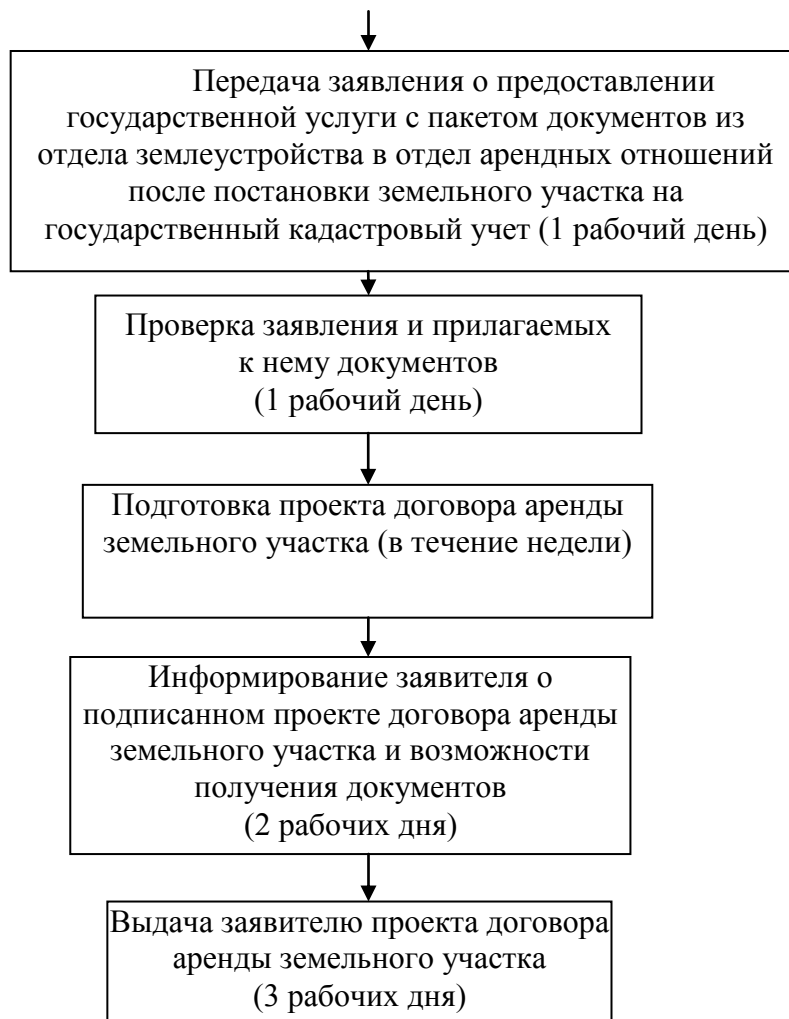 Передача заявления о предоставлении
государственной услуги с пакетом документов из
отдела землеустройства в отдел арендных отношений
после постановки земельного участка на
государственный кадастровый учет (1 рабочий день)
Проверка заявления и прилагаемых
к нему документов
(1 рабочий день)
Подготовка проекта договора аренды
земельного участка (в течение недели)
Информирование заявителя о
подписанном проекте договора аренды
земельного участка и возможности
получения документов
(2 рабочих дня)
Выдача заявителю проекта договора
аренды земельного участка
(3 рабочих дня)